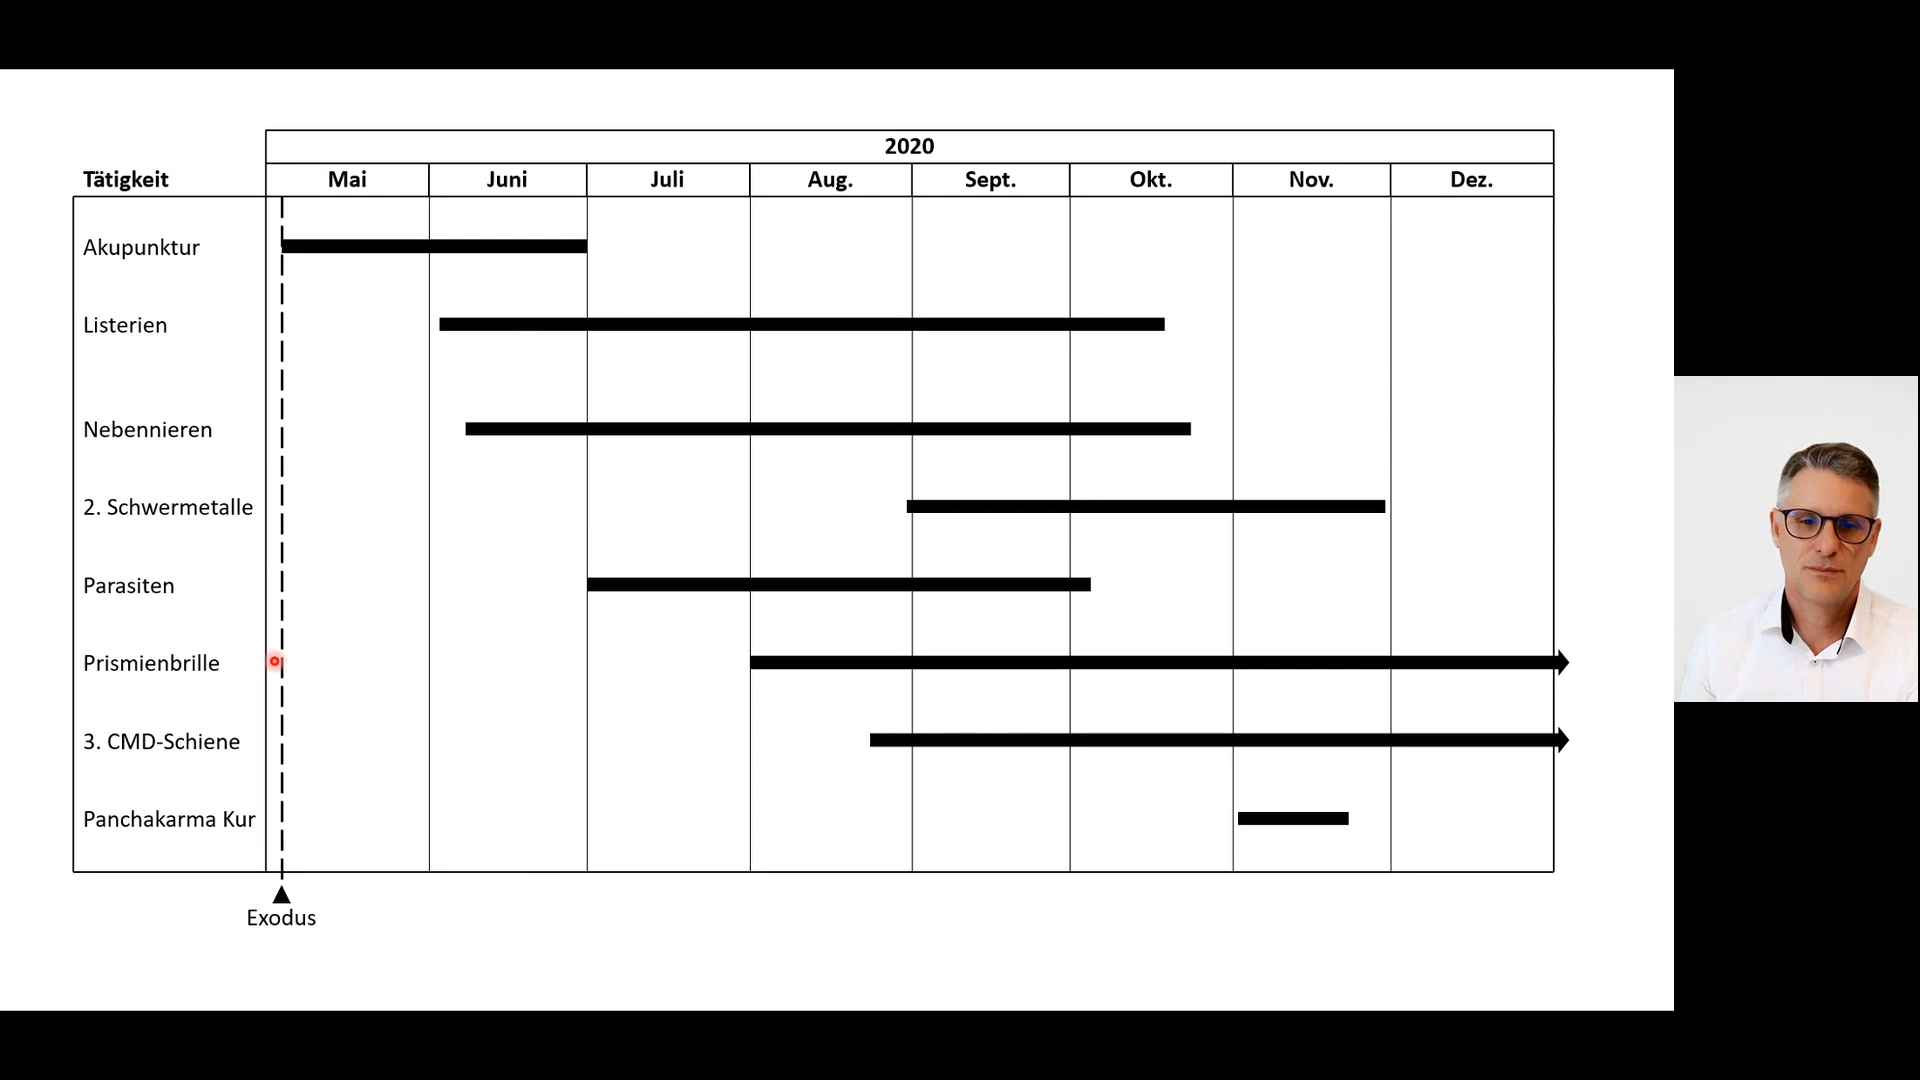 2020
Tätigkeit Mai Juni Juli Aug. Sept. Okt. Nov. Dez.
Akupunktur
Listerien
Nebennieren
2. Schwermetalle
Parasiten
Prismienbrille
3. CMD-Schiene
Panchakarma Kur
Exodus